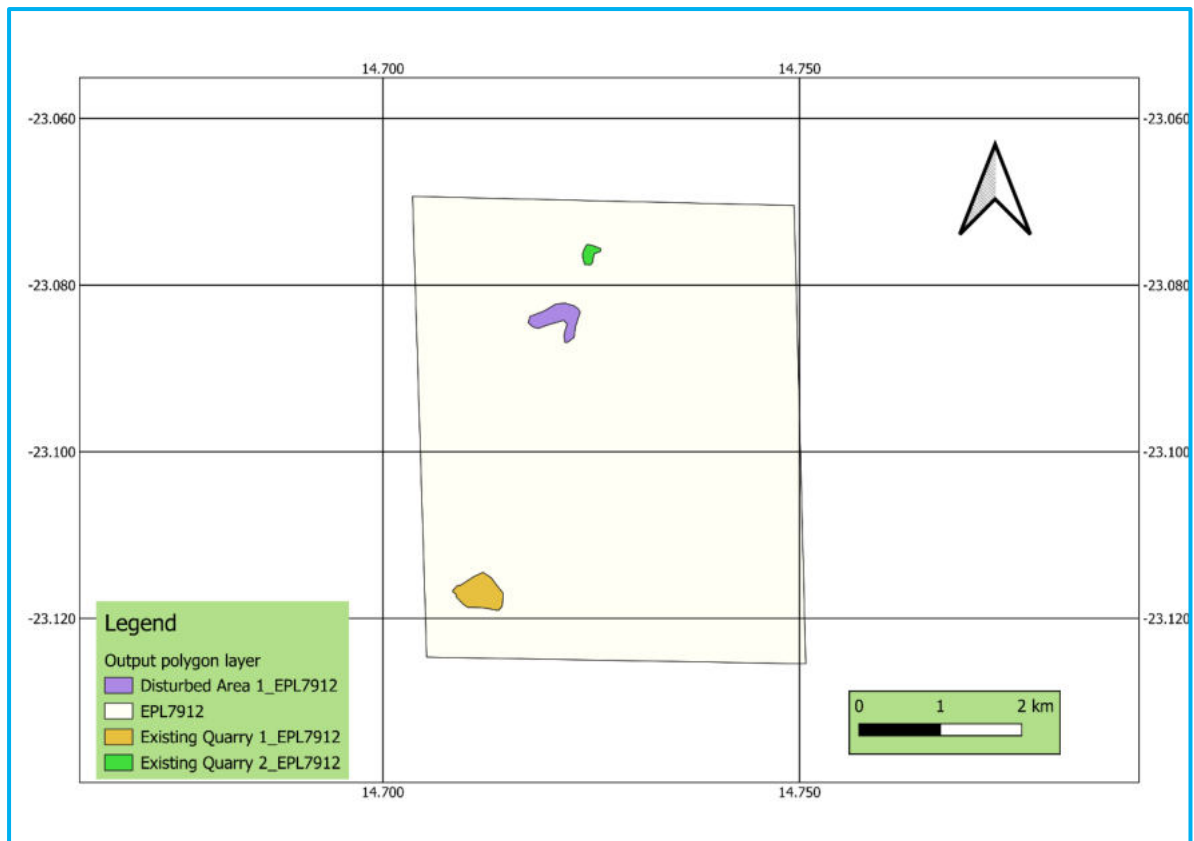 14.700 14.750
-23.060 -23.060
-23.080 -23.080
-23.100 -23.100
-23.120 -23.120
Legend
Output polygon layer
Disturbed Area 1_EPL7912
EPL7912
Existing Quarry 1_EPL7912
Existing Quarry 2_EPL7912
0 1 2 km
14.700 14.750